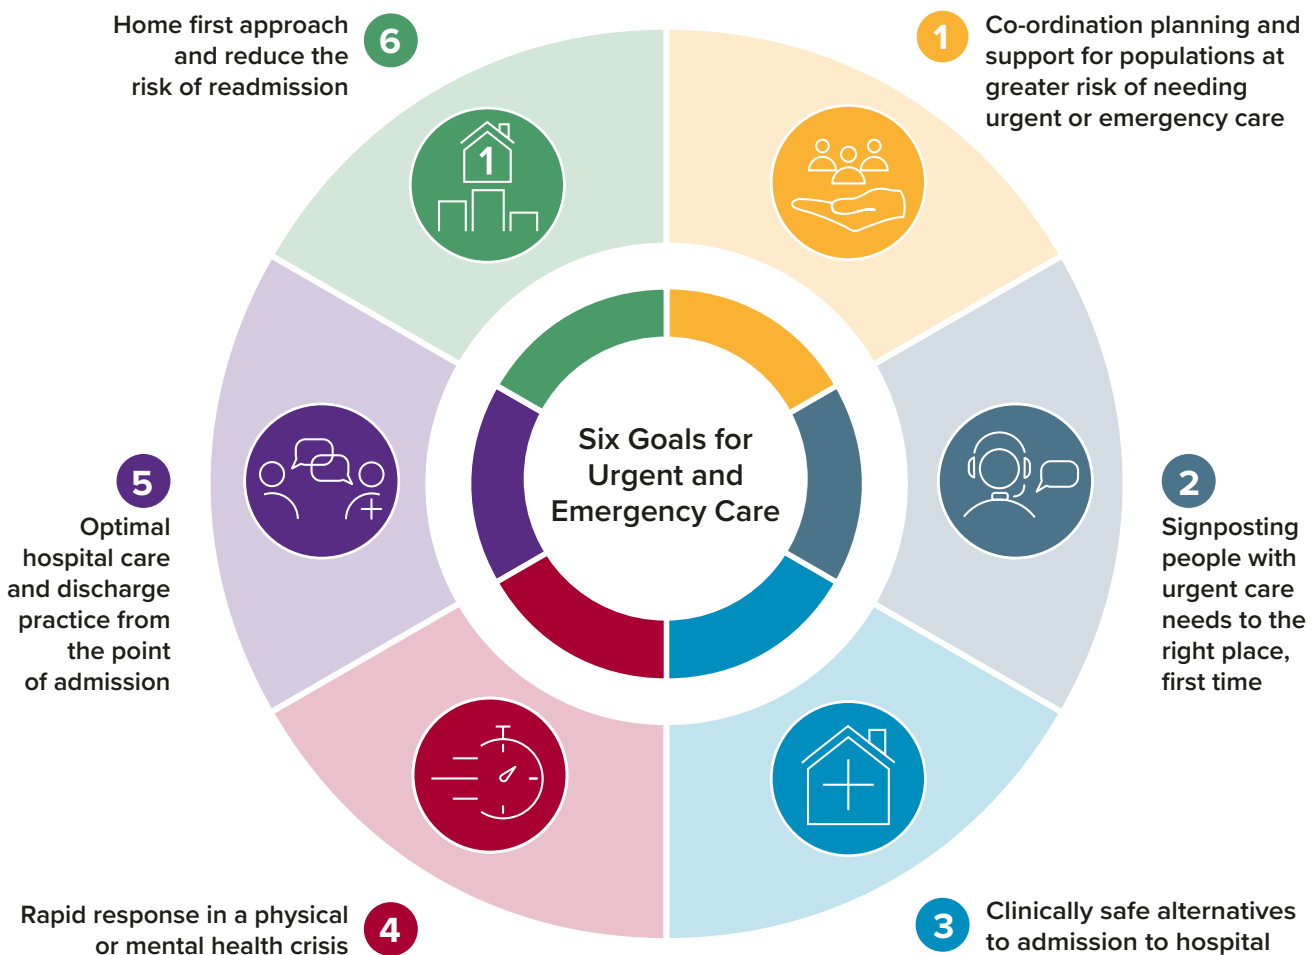 1
Co-ordination planning and
support for populations at
greater risk of needing
urgent or emergency care
2
Signposting
people with
urgent care
needs to the
right place,
first time
3
Clinically safe alternatives
to admission to hospital
4
Rapid response in a physical
or mental health crisis
5
Optimal
hospital care
and discharge
practice from
the point
of admission
6
Home first approach
and reduce the
risk of readmission
1
Six Goals for
Urgent and
Emergency Care